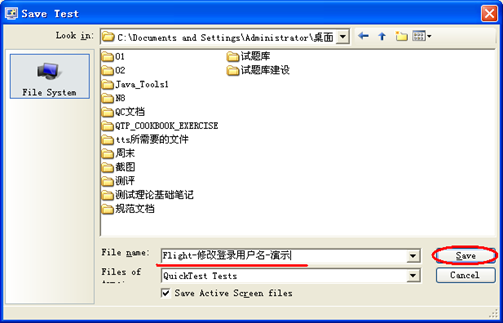 Save Test
Look in:
C:\Documents and Settings\Administrator\桌面
File System
01
02
Java_Tools1
N8
QC文档
QTP_COOKBOOK_EXERCISE
tts所需要的文件
周末
截图
测评
测试理论基础笔记
规范文档
试题库
试题库建设
File name:
Flight-修改登录用户名-演示
Save
Files of
QuickTest Tests
Cancel
Save Active Screen files